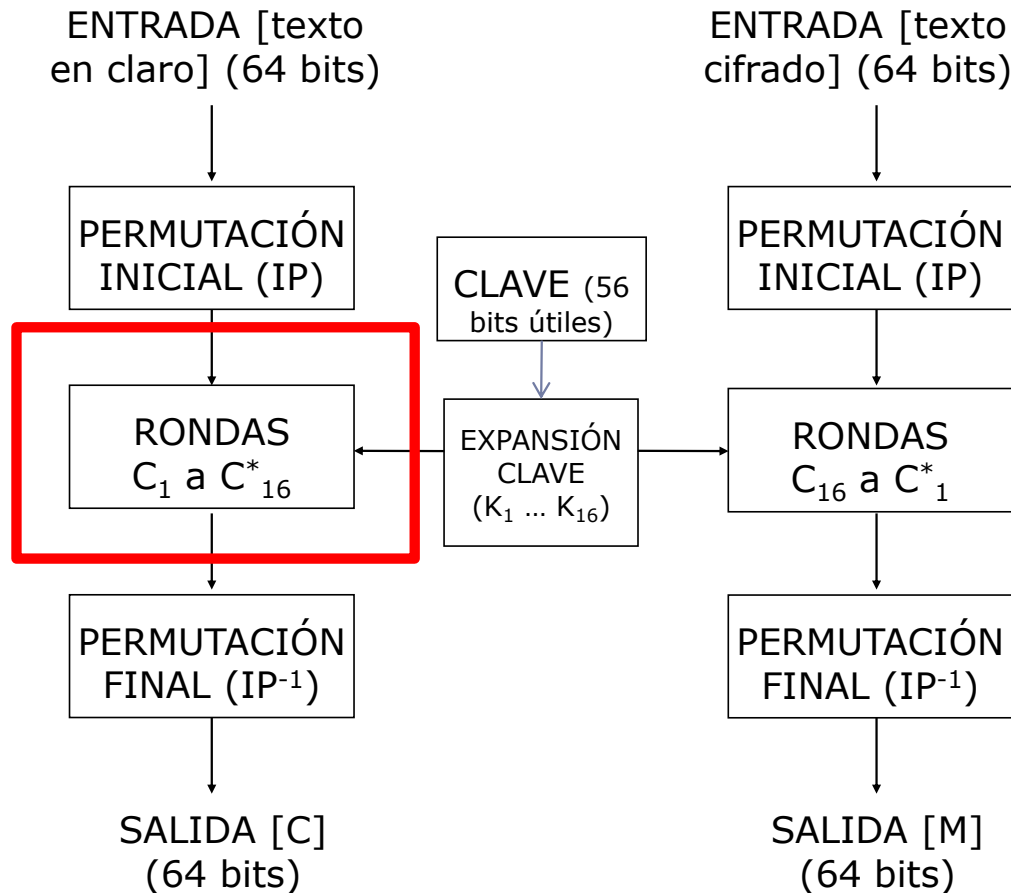 ENTRADA [texto
en claro] (64 bits)
PERMUTACIÓN
INICIAL (IP)
RONDAS
C₁ a C*₁₆
PERMUTACIÓN
FINAL (IP⁻¹)
SALIDA [C]
(64 bits)
CLAVE (56
bits útiles)
EXPANSIÓN
CLAVE
(K₁ ... K₁₆)
ENTRADA [texto
cifrado] (64 bits)
PERMUTACIÓN
INICIAL (IP)
RONDAS
C₁₆ a C*₁
PERMUTACIÓN
FINAL (IP⁻¹)
SALIDA [M]
(64 bits)